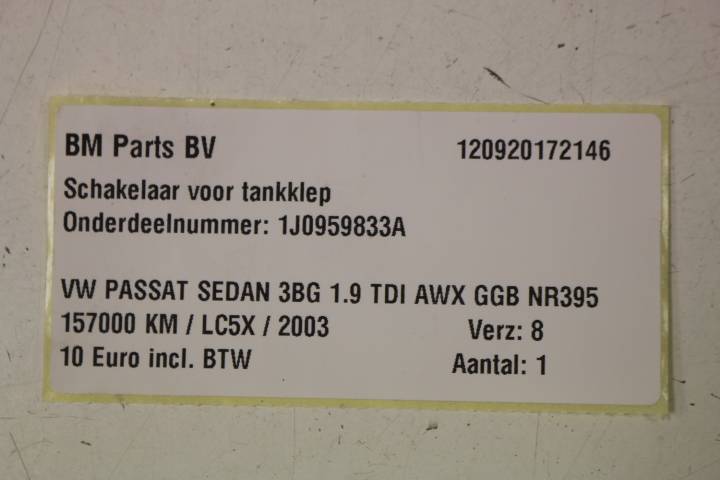 BM Parts BV 120920172146
Schakelaar voor tankklep
Onderdeelnummer: 1J0959833A
VW PASSAT SEDAN 3BG 1.9 TDI AWX GGB NR395
157000 KM / LC5X / 2003 Verz: 8
10 Euro incl. BTW Aantal: 1